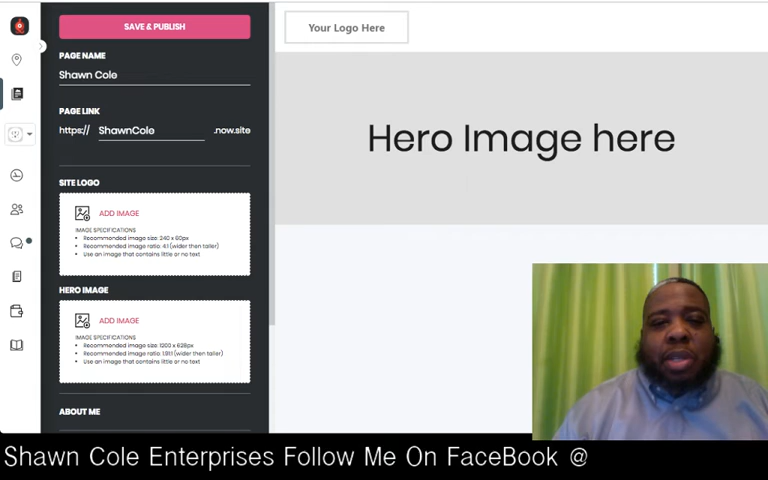 SAVE & PUBLISH
PAGE NAME
Shawn Cole
PAGE LINK
https:// ShawnCole .now.site
SITE LOGO
ADD IMAGE
IMAGE SPECIFICATIONS
Recommended image size: 240 x 60px
Recommended image ratio: 4:1 (wider then taller)
Use an image that contains little or no text
HERO IMAGE
ADD IMAGE
IMAGE SPECIFICATIONS
Recommended image size: 1200 x 628px
Recommended image ratio: 1.91:1 (wider then taller)
Use an image that contains little or no text
ABOUT ME
Your Logo Here
Hero Image here
Shawn Cole Enterprises Follow Me On FaceBook @